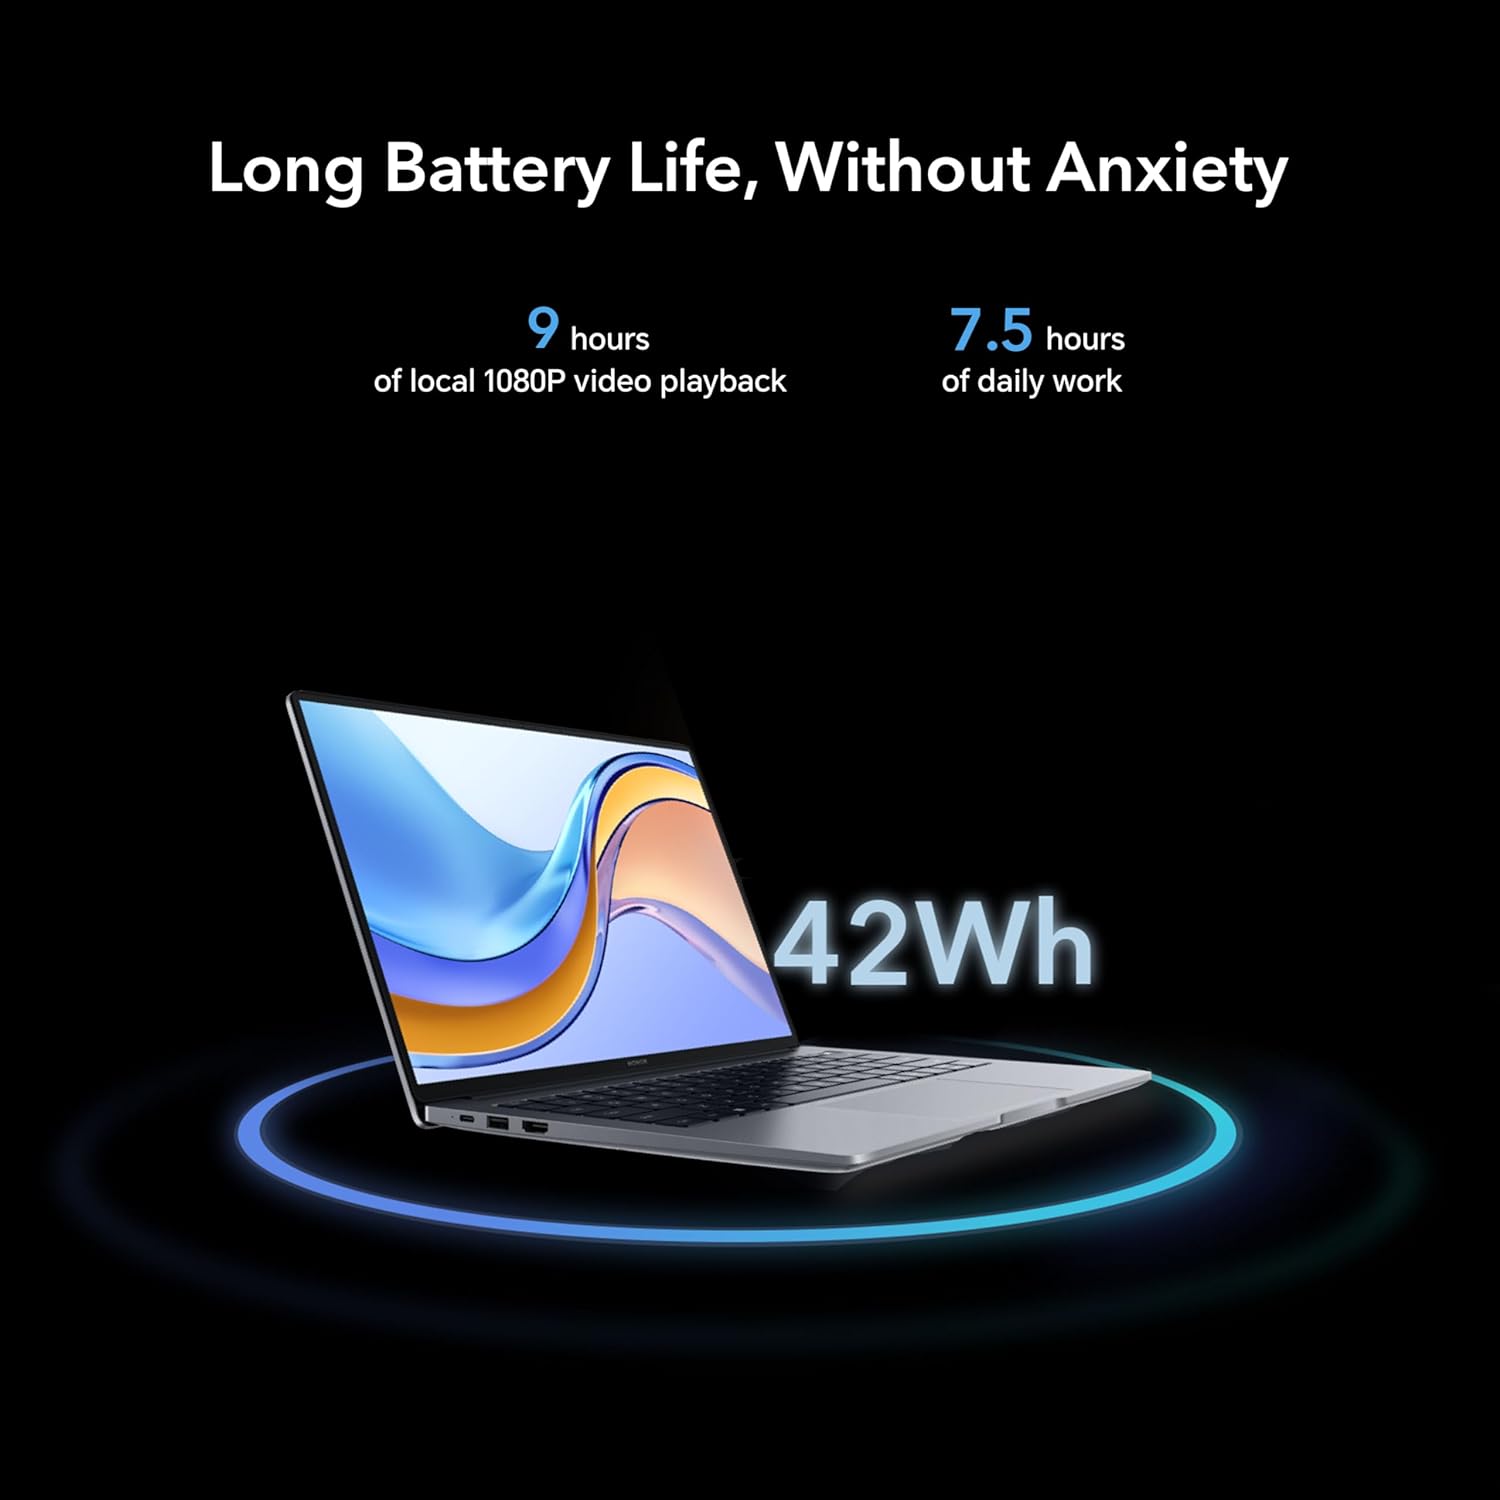 Long Battery Life, Without Anxiety
9 hours
of local 1080P video playback
7.5 hours
of daily work
42Wh
HONOR